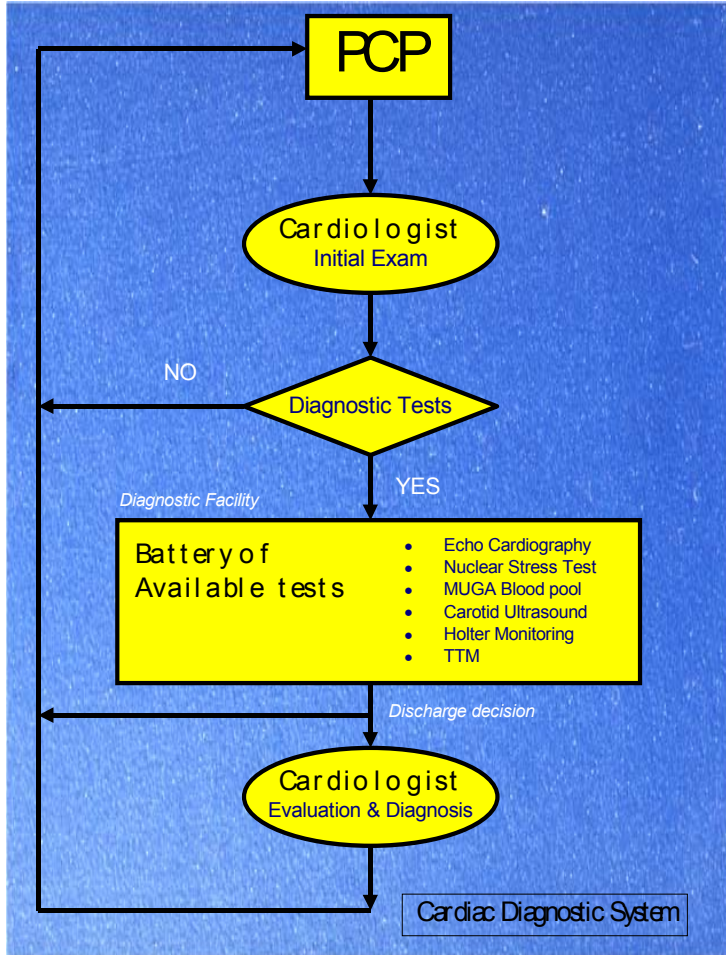 PCP
Cardiologist
Initial Exam
NO
Diagnostic Tests
YES
Diagnostic Facility
Battery of
Available tests
• Echo Cardiography
• Nuclear Stress Test
• MUGA Blood pool
• Carotid Ultrasound
• Holter Monitoring
• TTM
Discharge decision
Cardiologist
Evaluation & Diagnosis
Cardiac Diagnostic System